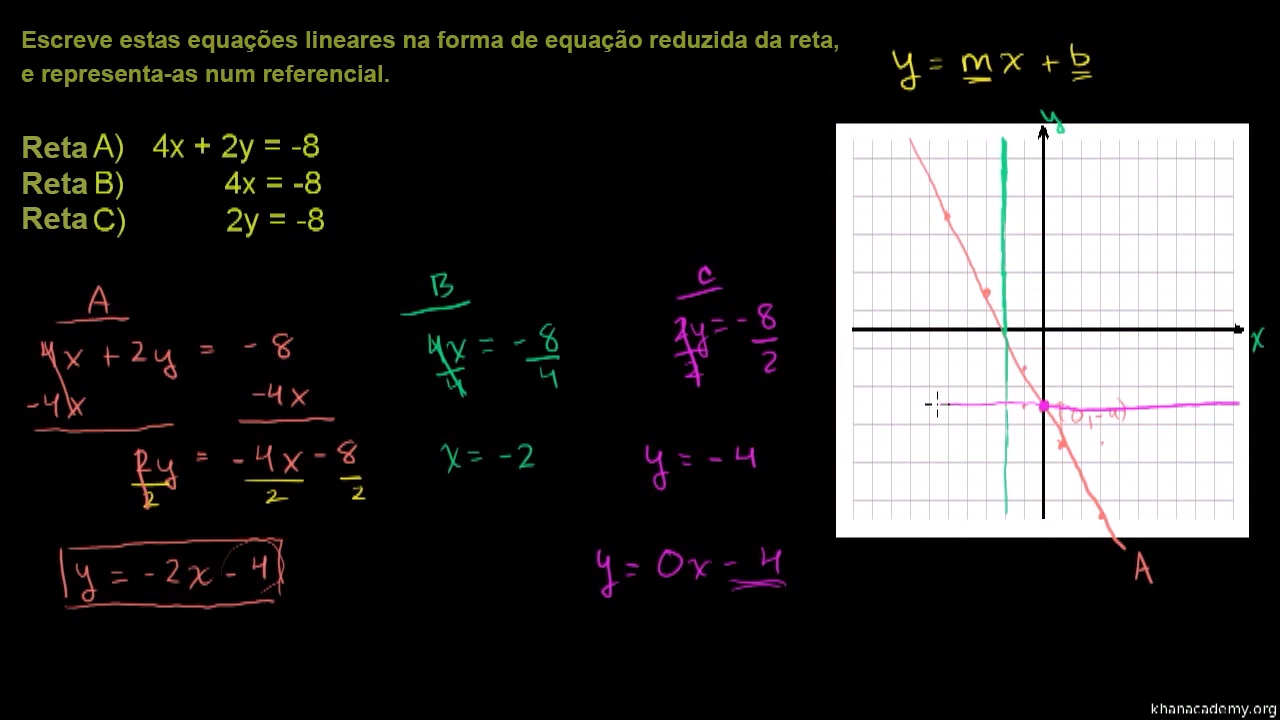 Escreve estas equações lineares na forma de equação reduzida da reta,
e representa-as num referencial.
y = mx + b
Reta A) 4x + 2y = -8
Reta B) 4x = -8
Reta C) 2y = -8
A
4x + 2y = -8
-4x -4x
2y = -4x - 8
2 2 2
y = -2x - 4
B
4x = -8
4 4
x = -2
C
2y = -8
2 2
y = -4
y = 0x - 4
y
x
(0,-4)
A
khanacademy.org